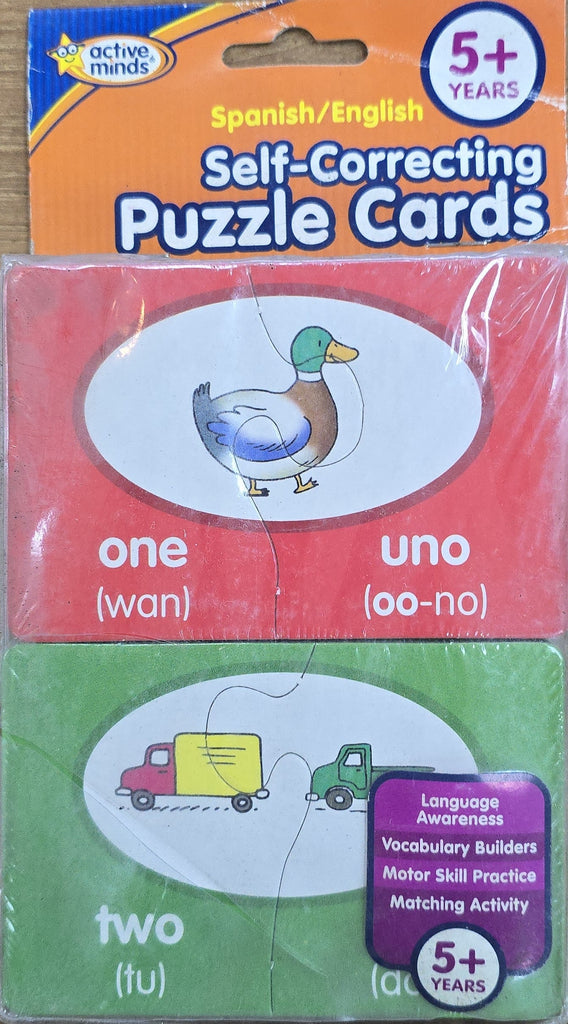 active
minds®
5+
YEARS
Spanish/English
Self-Correcting
Puzzle Cards
one
uno
(wan)
(oo-no)
Language
Awareness
Vocabulary Builders
Motor Skill Practice
Matching Activity
two
(tu)
5+
YEARS